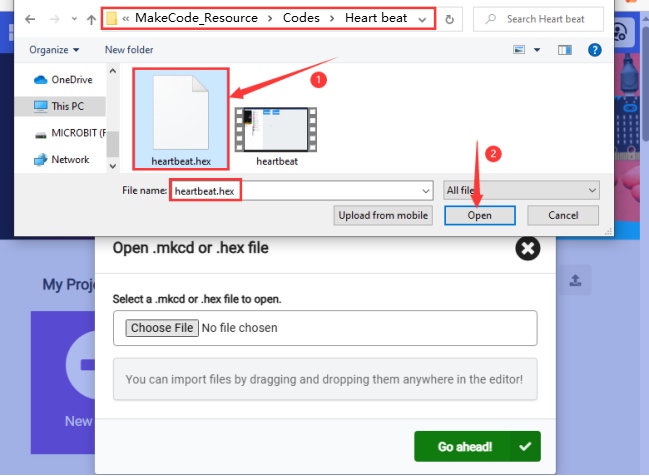 « MakeCode_Resource › Codes › Heart beat
Search Heart beat
Organize
New folder
OneDrive
This PC
MICROBIT (F
Network
1
heartbeat.hex
heartbeat
2
File name: heartbeat.hex
All file
Upload from mobile
Open
Cancel
Open .mkcd or .hex file
My Proje
Select a .mkcd or .hex file to open.
Choose File No file chosen
You can import files by dragging and dropping them anywhere in the editor!
New
Go ahead!